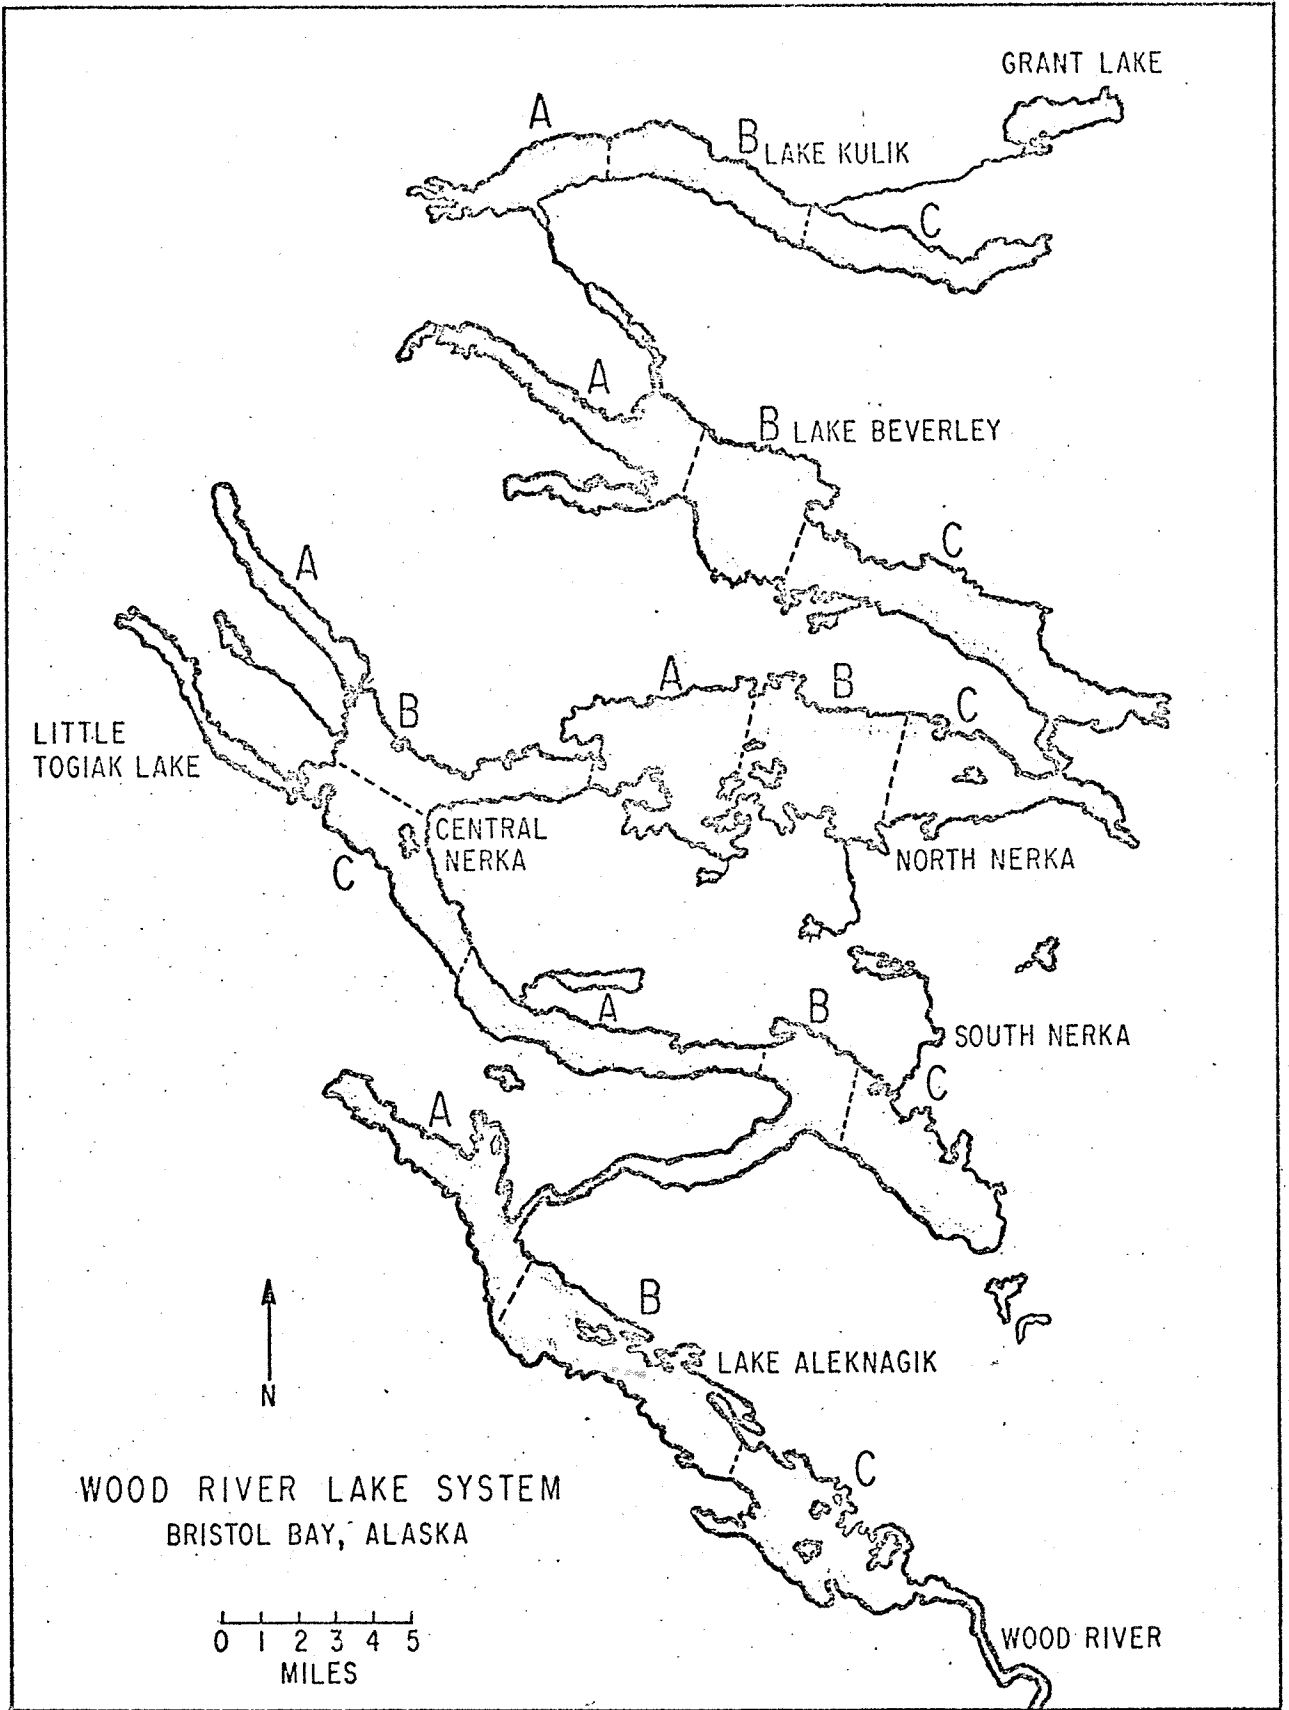 GRANT LAKE
A
B LAKE KULIK
C
A
B LAKE BEVERLEY
C
A
A
B
C
B
LITTLE
TOGIAK LAKE
CENTRAL
NERKA
NORTH NERKA
C
A
B
SOUTH NERKA
C
A
B
LAKE ALEKNAGIK
N
C
WOOD RIVER LAKE SYSTEM
BRISTOL BAY, ALASKA
0 1 2 3 4 5
MILES
WOOD RIVER